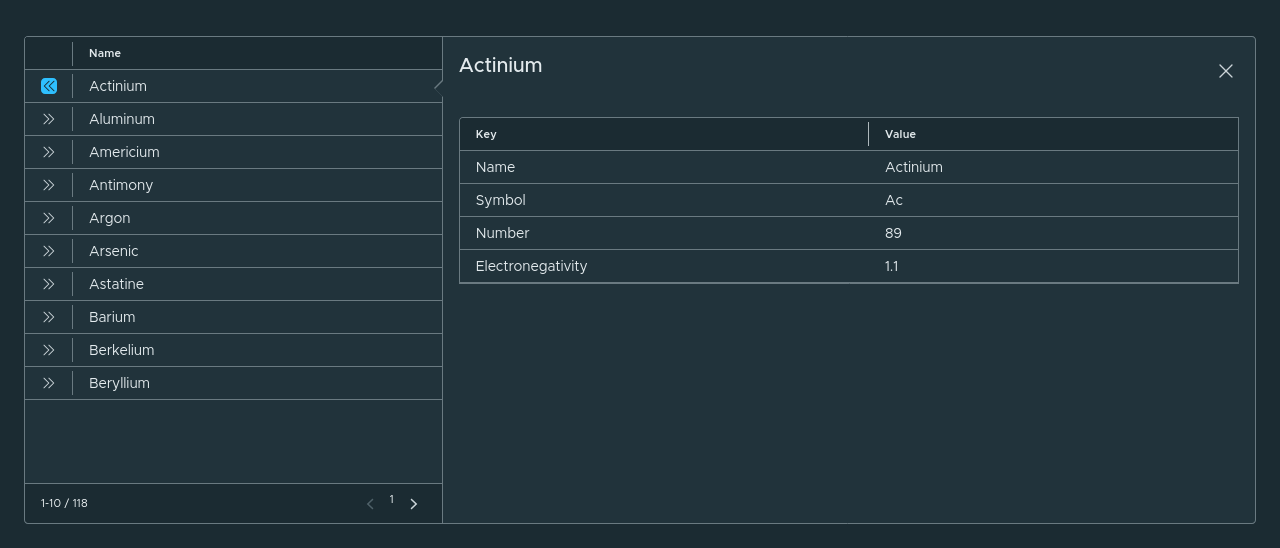 Name
Actinium
Aluminum
Americium
Antimony
Argon
Arsenic
Astatine
Barium
Berkelium
Beryllium
1-10 / 118
1
Actinium
Key Value
Name Actinium
Symbol Ac
Number 89
Electronegativity 1.1